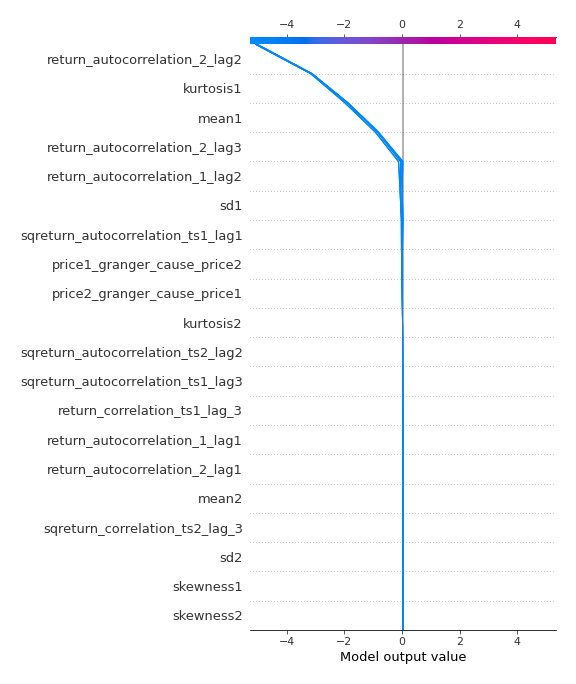 −4 −2 0 2 4
return_autocorrelation_2_lag2
kurtosis1
mean1
return_autocorrelation_2_lag3
return_autocorrelation_1_lag2
sd1
sqreturn_autocorrelation_ts1_lag1
price1_granger_cause_price2
price2_granger_cause_price1
kurtosis2
sqreturn_autocorrelation_ts2_lag2
sqreturn_autocorrelation_ts1_lag3
return_correlation_ts1_lag_3
return_autocorrelation_1_lag1
return_autocorrelation_2_lag1
mean2
sqreturn_correlation_ts2_lag_3
sd2
skewness1
skewness2
−4 −2 0 2 4
Model output value